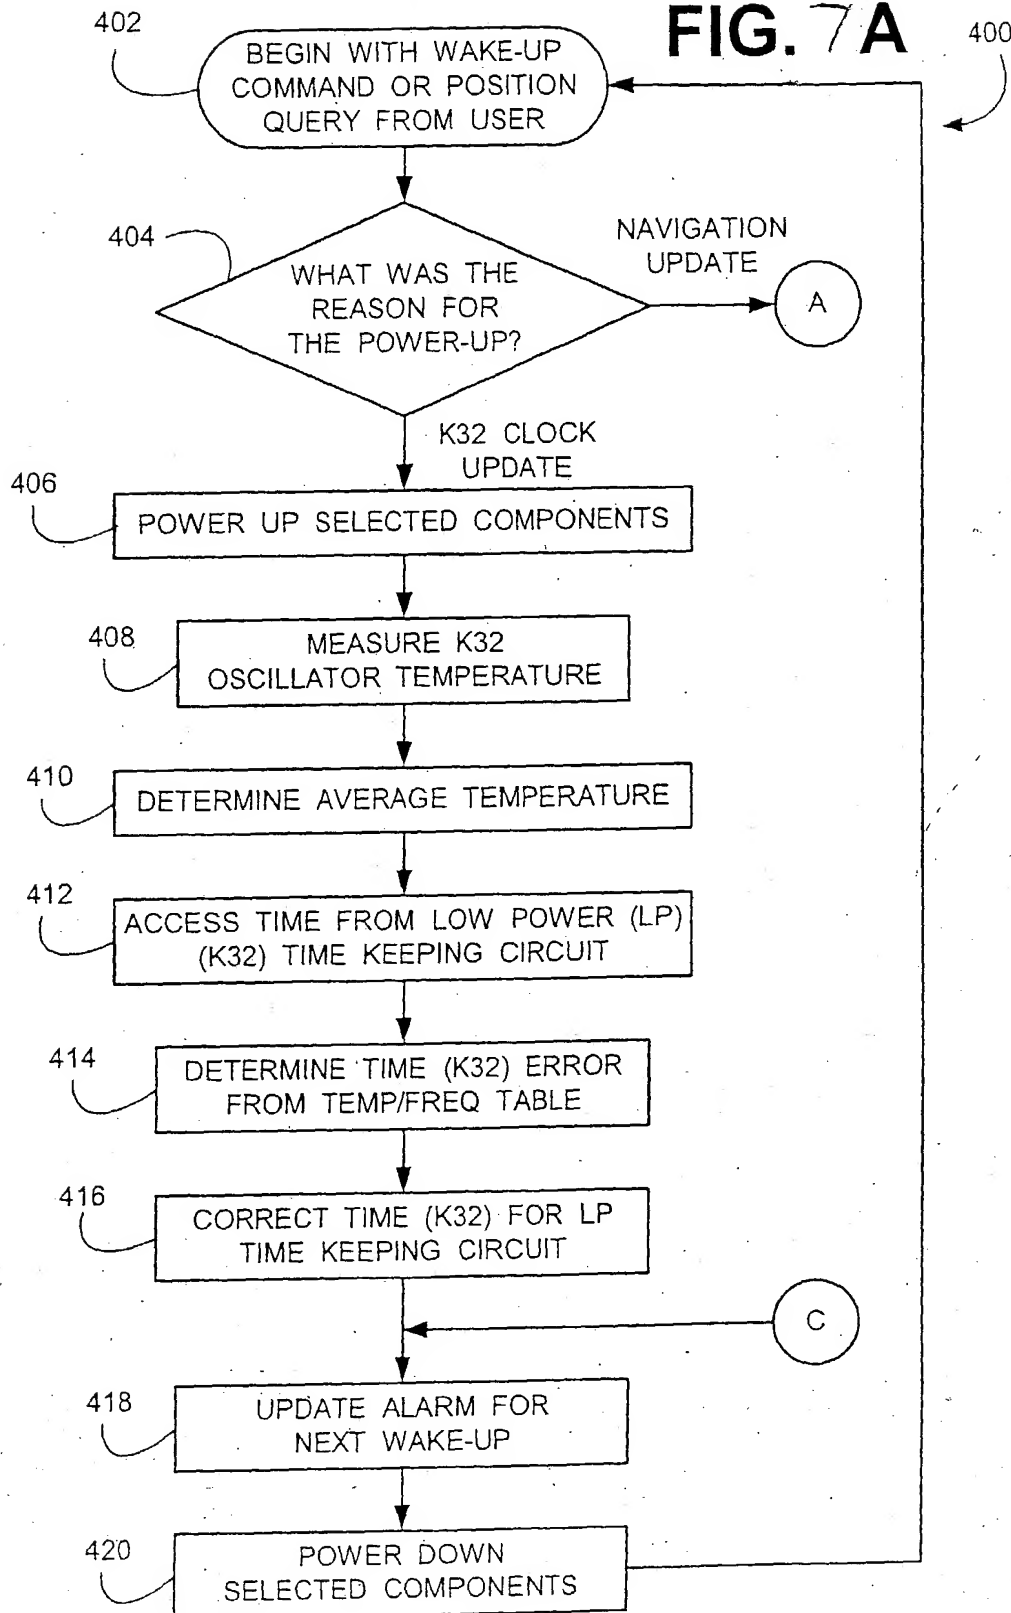 FIG. 7A
400
402
BEGIN WITH WAKE-UP
COMMAND OR POSITION
QUERY FROM USER
404
WHAT WAS THE
REASON FOR
THE POWER-UP?
NAVIGATION
UPDATE
A
K32 CLOCK
UPDATE
406
POWER UP SELECTED COMPONENTS
408
MEASURE K32
OSCILLATOR TEMPERATURE
410
DETERMINE AVERAGE TEMPERATURE
412
ACCESS TIME FROM LOW POWER (LP)
(K32) TIME KEEPING CIRCUIT
414
DETERMINE TIME (K32) ERROR
FROM TEMP/FREQ TABLE
416
CORRECT TIME (K32) FOR LP
TIME KEEPING CIRCUIT
C
418
UPDATE ALARM FOR
NEXT WAKE-UP
420
POWER DOWN
SELECTED COMPONENTS